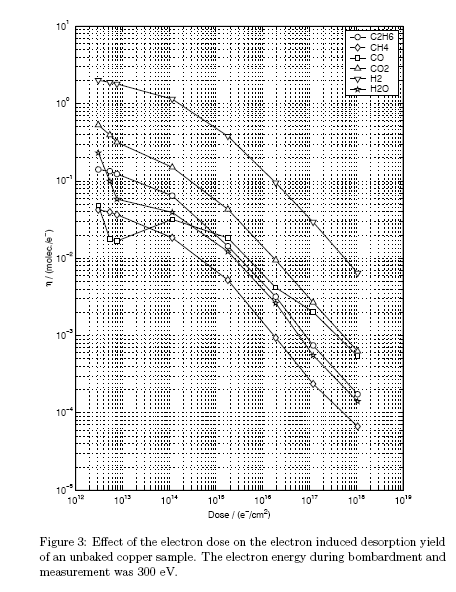 10^1
C2H6
CH4
CO
CO2
H2
H2O
10^0
10^-1
η / (molec./e^-)
10^-2
10^-3
10^-4
10^-5
10^12 10^13 10^14 10^15 10^16 10^17 10^18 10^19
Dose / (e^-/cm^2)
Figure 3: Effect of the electron dose on the electron induced desorption yield
of an unbaked copper sample. The electron energy during bombardment and
measurement was 300 eV.